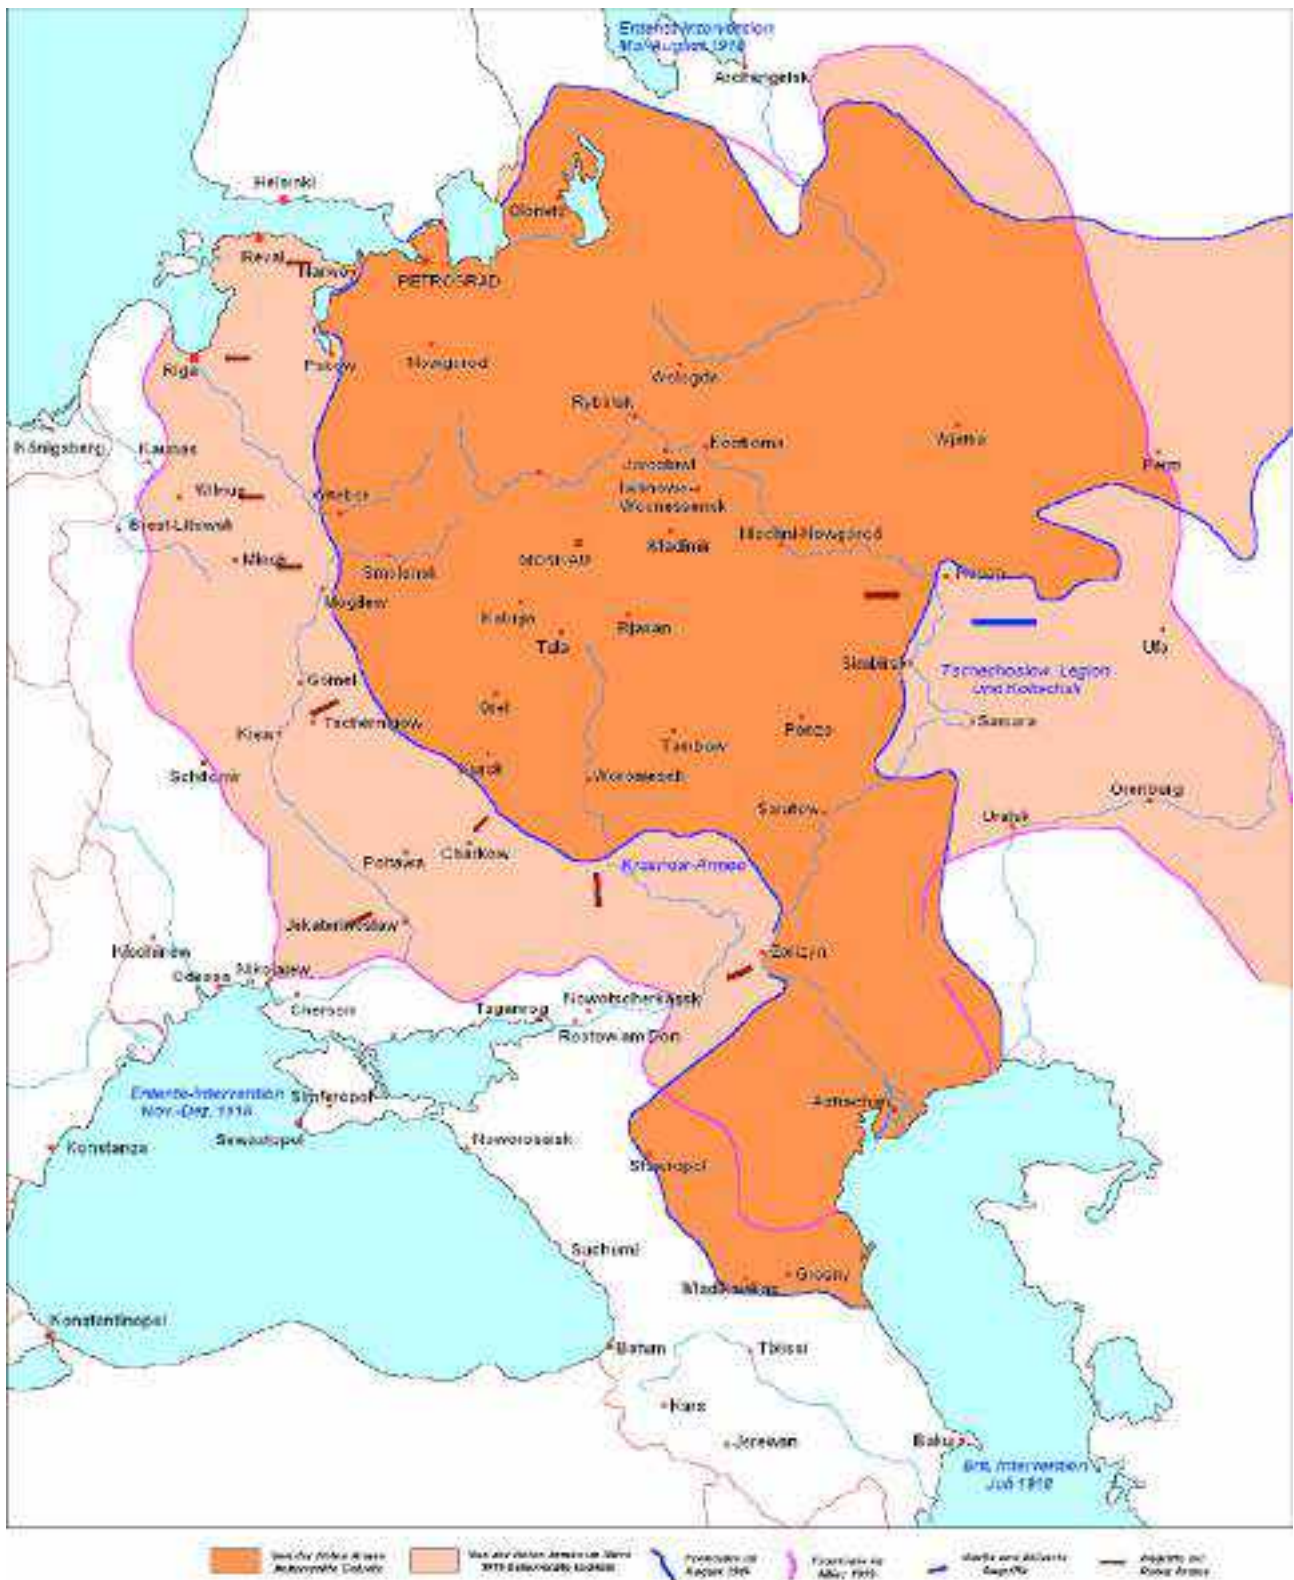 Entente-Intervention
Mai-August 1918
Archangelsk
Helsinki
Olonetz
Reval
Narwa
PETROGRAD
Riga
Pskow
Nowgorod
Wologda
Rybinsk
Kostroma
Wjatka
Königsberg
Kaunas
Jaroslawl
Perm
Wilnus
Iwanowo-
Wosnessensk
Brest-Litowsk
Nischni-Nowgorod
Minsk
MOSKAU
Wladimir
Smolensk
Kasan
Mogilew
Kaluga
Rjasan
Tula
Ufa
Simbirsk
Tschechoslow. Legion
und Koltschak
Gomel
Orel
Tschernigow
Samara
Kiew
Tambow
Pensa
Kursk
Woronesch
Orenburg
Saratow
Uralsk
Poltawa
Charkow
Krasnow-Armee
Jekaterinoslaw
Zarizyn
Kischinew
Odessa
Nikolajew
Cherson
Taganrog
Nowotscherkassk
Rostow am Don
Entente-Intervention
Nov.-Dez. 1918
Simferopol
Astrachan
Sewastopol
Konstanza
Noworossisk
Stawropol
Suchumi
Grosny
Wladikawkas
Konstantinopel
Batum
Tbilissi
Kars
Jerewan
Baku
Brit. Intervention
Juli 1918